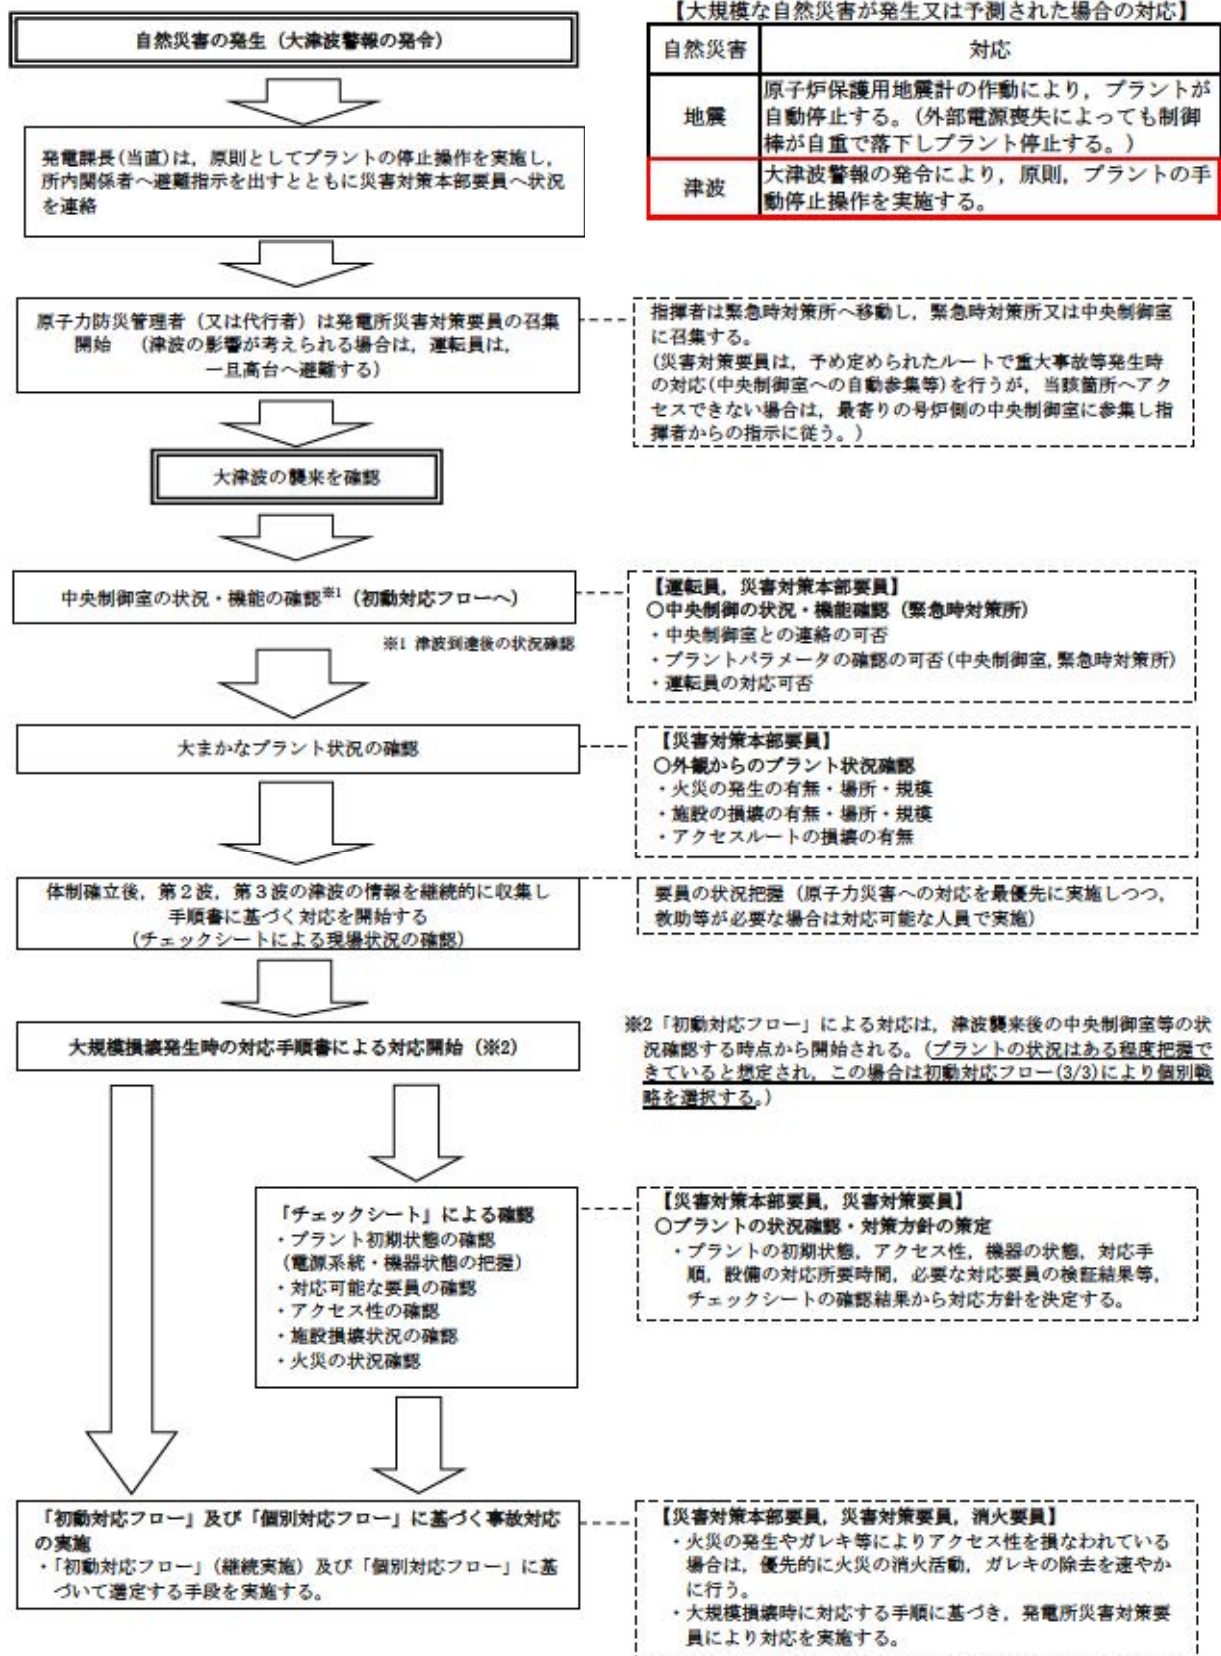 【大規模な自然災害が発生又は予測された場合の対応】
自然災害の発生（大津波警報の発令）
自然災害
対応
地震
原子炉保護用地震計の作動により，プラントが
自動停止する。（外部電源喪失によっても制御
棒が自重で落下しプラント停止する。）
津波
大津波警報の発令により，原則，プラントの手
動停止操作を実施する。
発電課長(当直)は，原則としてプラントの停止操作を実施し，
所内関係者へ避難指示を出すとともに災害対策本部要員へ状況
を連絡
原子力防災管理者（又は代行者）は発電所災害対策要員の召集
開始　（津波の影響が考えられる場合は，運転員は，
一旦高台へ避難する）
指揮者は緊急時対策所へ移動し，緊急時対策所又は中央制御室
に召集する。
(災害対策要員は，予め定められたルートで重大事故等発生時
の対応(中央制御室への自動参集等)を行うが，当該箇所へアク
セスできない場合は，最寄りの号炉側の中央制御室に参集し指
揮者からの指示に従う。）
大津波の襲来を確認
中央制御室の状況・機能の確認※1（初動対応フローへ）
※1 津波到達後の状況確認
【運転員，災害対策本部要員】
○中央制御の状況・機能確認（緊急時対策所）
・中央制御室との連絡の可否
・プラントパラメータの確認の可否(中央制御室,緊急時対策所)
・運転員の対応可否
大まかなプラント状況の確認
【災害対策本部要員】
○外観からのプラント状況確認
・火災の発生の有無・場所・規模
・施設の損壊の有無・場所・規模
・アクセスルートの損壊の有無
体制確立後，第２波，第３波の津波の情報を継続的に収集し
手順書に基づく対応を開始する
（チェックシートによる現場状況の確認）
要員の状況把握（原子力災害への対応を最優先に実施しつつ，
救助等が必要な場合は対応可能な人員で実施）
大規模損壊発生時の対応手順書による対応開始（※2）
※2「初動対応フロー」による対応は，津波襲来後の中央制御室等の状
況確認する時点から開始される。（プラントの状況はある程度把握で
きていると想定され，この場合は初動対応フロー(3/3)により個別戦
略を選択する。）
「チェックシート」による確認
・プラント初期状態の確認
（電源系統・機器状態の把握）
・対応可能な要員の確認
・アクセス性の確認
・施設損壊状況の確認
・火災の状況確認
【災害対策本部要員，災害対策要員】
○プラントの状況確認・対策方針の策定
・プラントの初期状態，アクセス性，機器の状態，対応手
順，設備の対応所要時間，必要な対応要員の検証結果等，
チェックシートの確認結果から対応方針を決定する。
「初動対応フロー」及び「個別対応フロー」に基づく事故対応
の実施
・「初動対応フロー」（継続実施）及び「個別対応フロー」に基
づいて選定する手段を実施する。
【災害対策本部要員，災害対策要員，消火要員】
・火災の発生やガレキ等によりアクセス性を損なわれている
場合は，優先的に火災の消火活動，ガレキの除去を速やか
に行う。
・大規模損壊時に対応する手順に基づき，発電所災害対策要
員により対応を実施する。